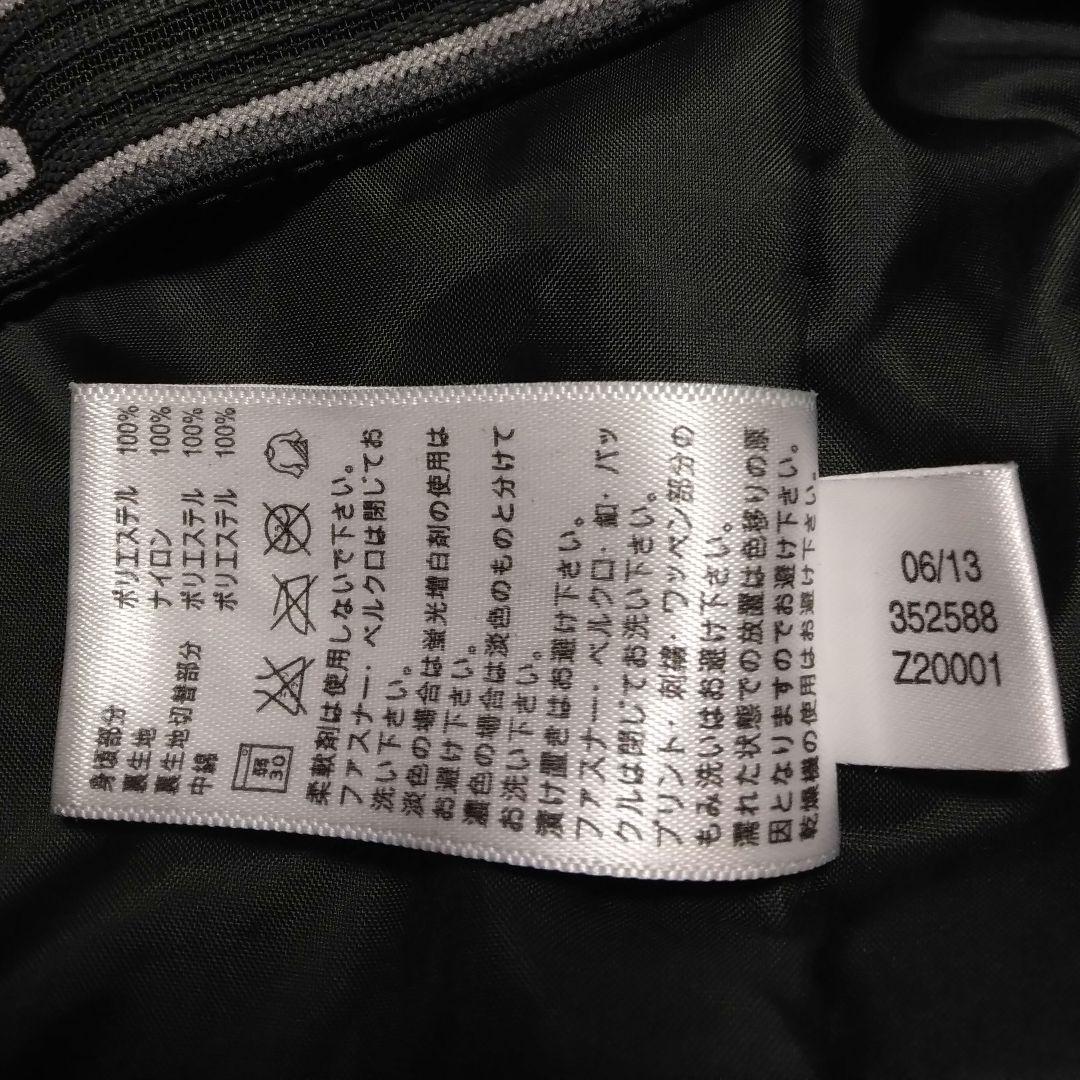 身頃部分 ポリエステル 100%
裏生地 ナイロン 100%
裏生地切替部分 ポリエステル 100%
中綿 ポリエステル 100%
弱
30
柔軟剤は使用しないで下さい。
ファスナー・ベルクロは閉じてお
洗い下さい。
淡色の場合は蛍光増白剤の使用は
お避け下さい。
濃色の場合は淡色のものと分けて
お洗い下さい。
漬け置きはお避け下さい。
ファスナー・ベルクロ・釦・バッ
クルは閉じてお洗い下さい。
プリント・刺繍・ワッペン部分の
もみ洗いはお避け下さい。
濡れた状態での放置は色移りの原
因となりますのでお避け下さい。
乾燥機の使用はお避け下さい。
06/13
352588
Z20001